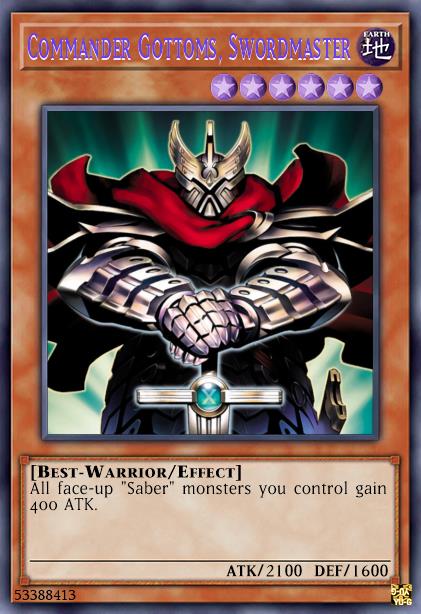 Commander Gottoms, Swordmaster
EARTH
地
[Best-Warrior/Effect]
All face-up "Saber" monsters you control gain
400 ATK.
ATK/2100 DEF/1600
53388413